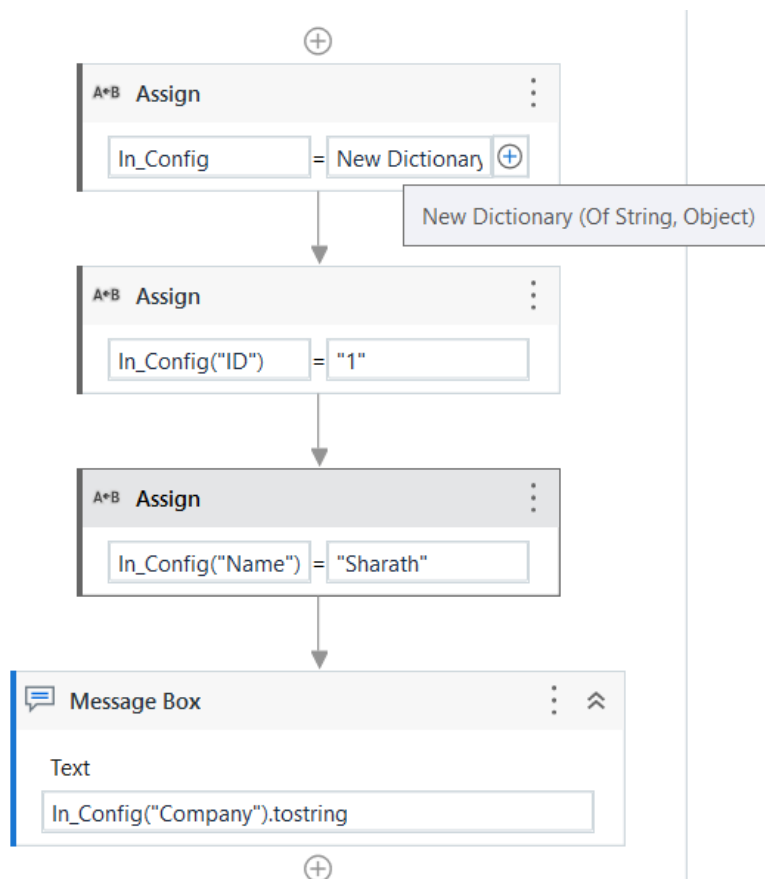 A←B Assign
In_Config = New Dictionary
New Dictionary (Of String, Object)
A←B Assign
In_Config("ID") = "1"
A←B Assign
In_Config("Name") = "Sharath"
Message Box
Text
In_Config("Company").tostring